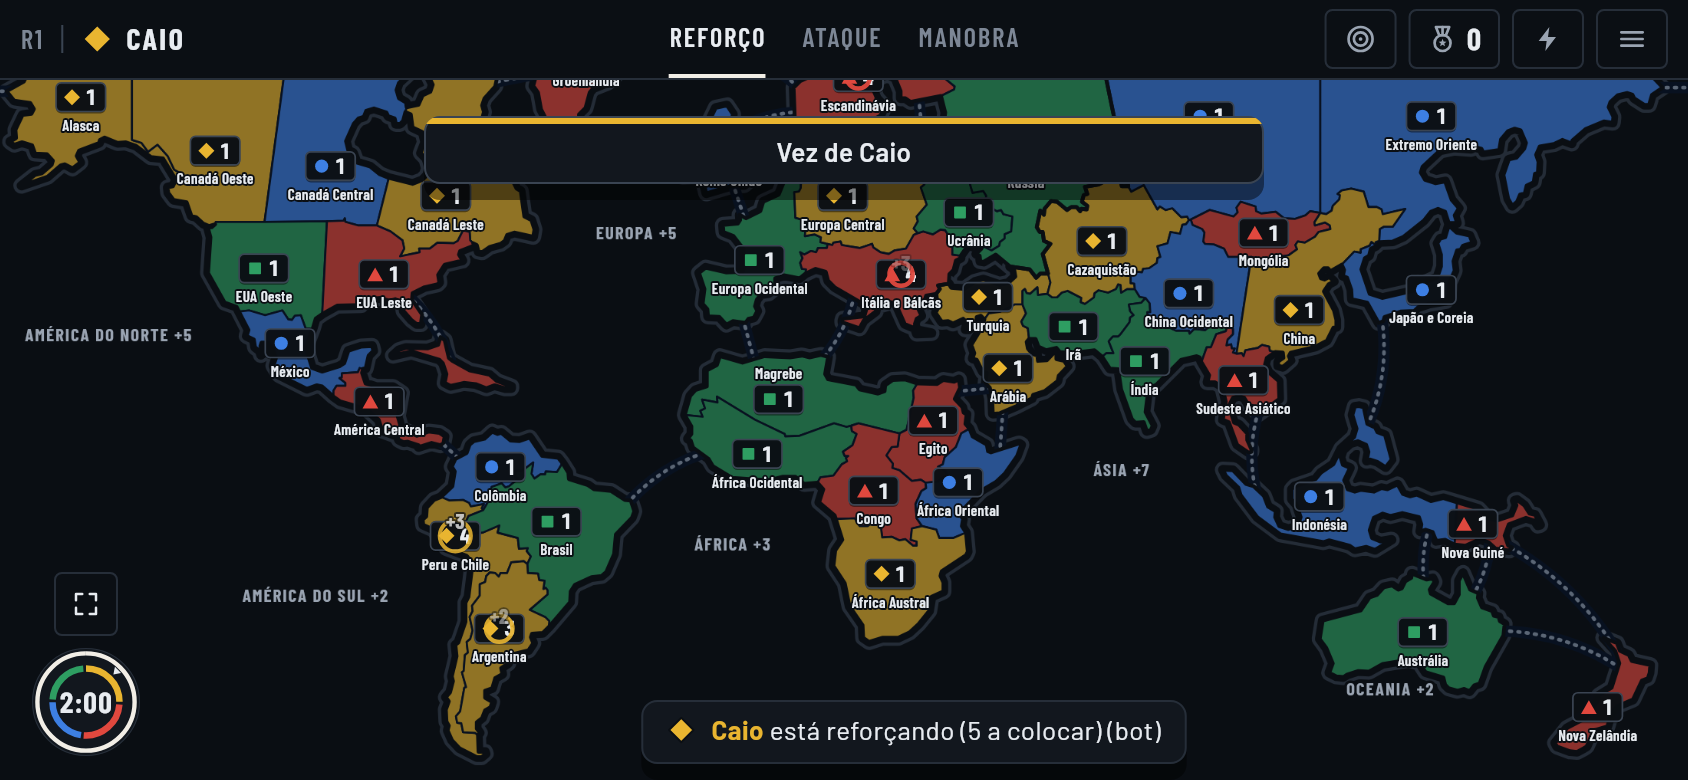 R1
CAIO
REFORÇO
ATAQUE
MANOBRA
0
Groenlândia
Escandinávia
1
Alasca
1
Canadá Oeste
1
Canadá Central
1
Canadá Leste
Vez de Caio
Rússia
1
1
Extremo Oriente
EUROPA +5
1
Europa Central
1
Ucrânia
1
Cazaquistão
1
Mongólia
1
EUA Oeste
1
EUA Leste
1
Europa Ocidental
Itália e Bálcãs
1
Turquia
1
Irã
1
China Ocidental
1
China
1
Japão e Coreia
AMÉRICA DO NORTE +5
1
México
1
América Central
Magrebe
1
1
Arábia
1
Índia
1
Sudeste Asiático
1
Egito
1
África Ocidental
1
Colômbia
1
Congo
1
África Oriental
ÁSIA +7
1
Indonésia
1
Nova Guiné
+3
4
Peru e Chile
1
Brasil
ÁFRICA +3
1
África Austral
AMÉRICA DO SUL +2
+2
3
Argentina
1
Austrália
OCEANIA +2
1
Nova Zelândia
2:00
Caio está reforçando (5 a colocar) (bot)